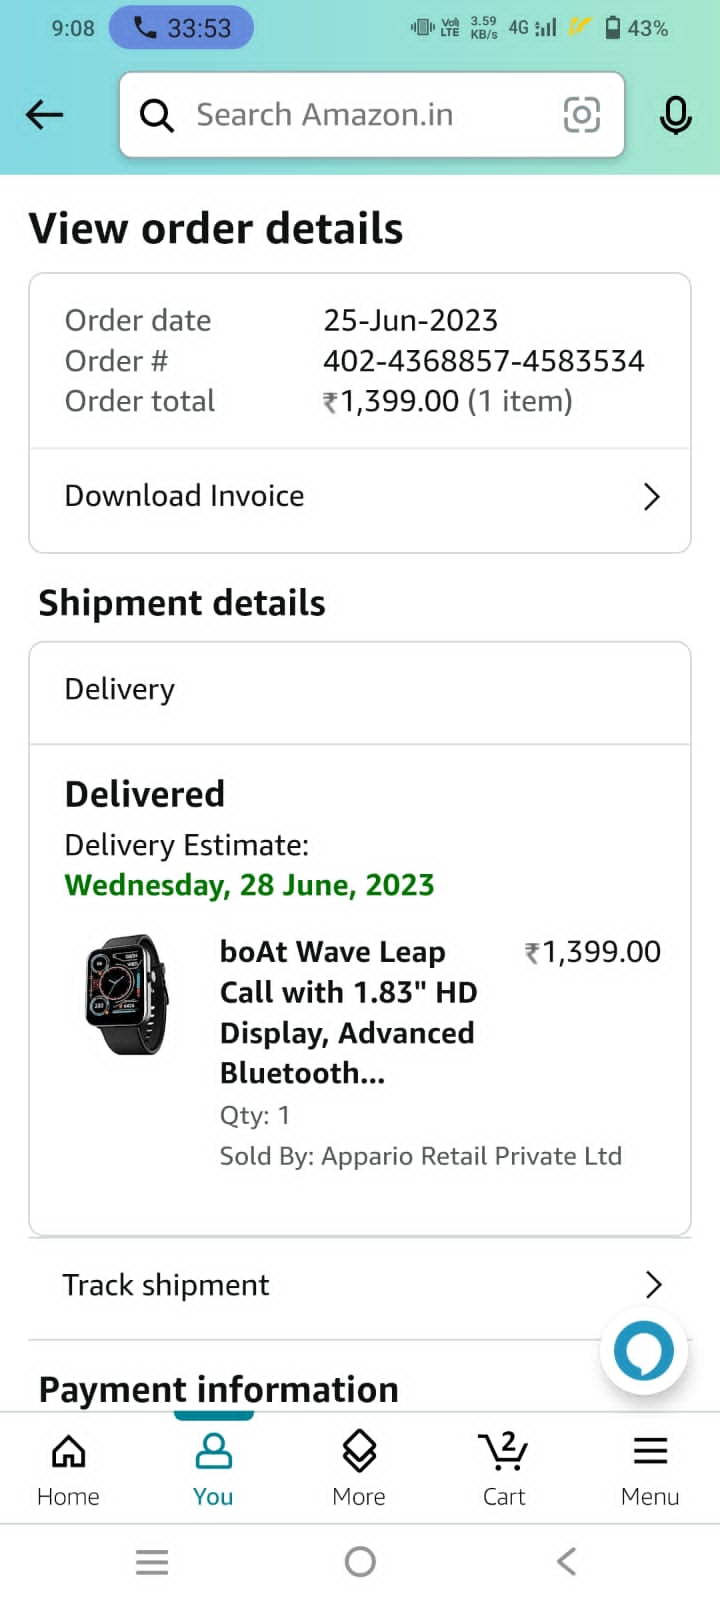 9:08 33:53 Vo) LTE 3.59 KB/s 4G 43%
Search Amazon.in
View order details
Order date 25-Jun-2023
Order # 402-4368857-4583534
Order total ₹1,399.00 (1 item)
Download Invoice
Shipment details
Delivery
Delivered
Delivery Estimate:
Wednesday, 28 June, 2023
boAt Wave Leap ₹1,399.00
Call with 1.83" HD
Display, Advanced
Bluetooth...
Qty: 1
Sold By: Appario Retail Private Ltd
Track shipment
Payment information
2
Home You More Cart Menu